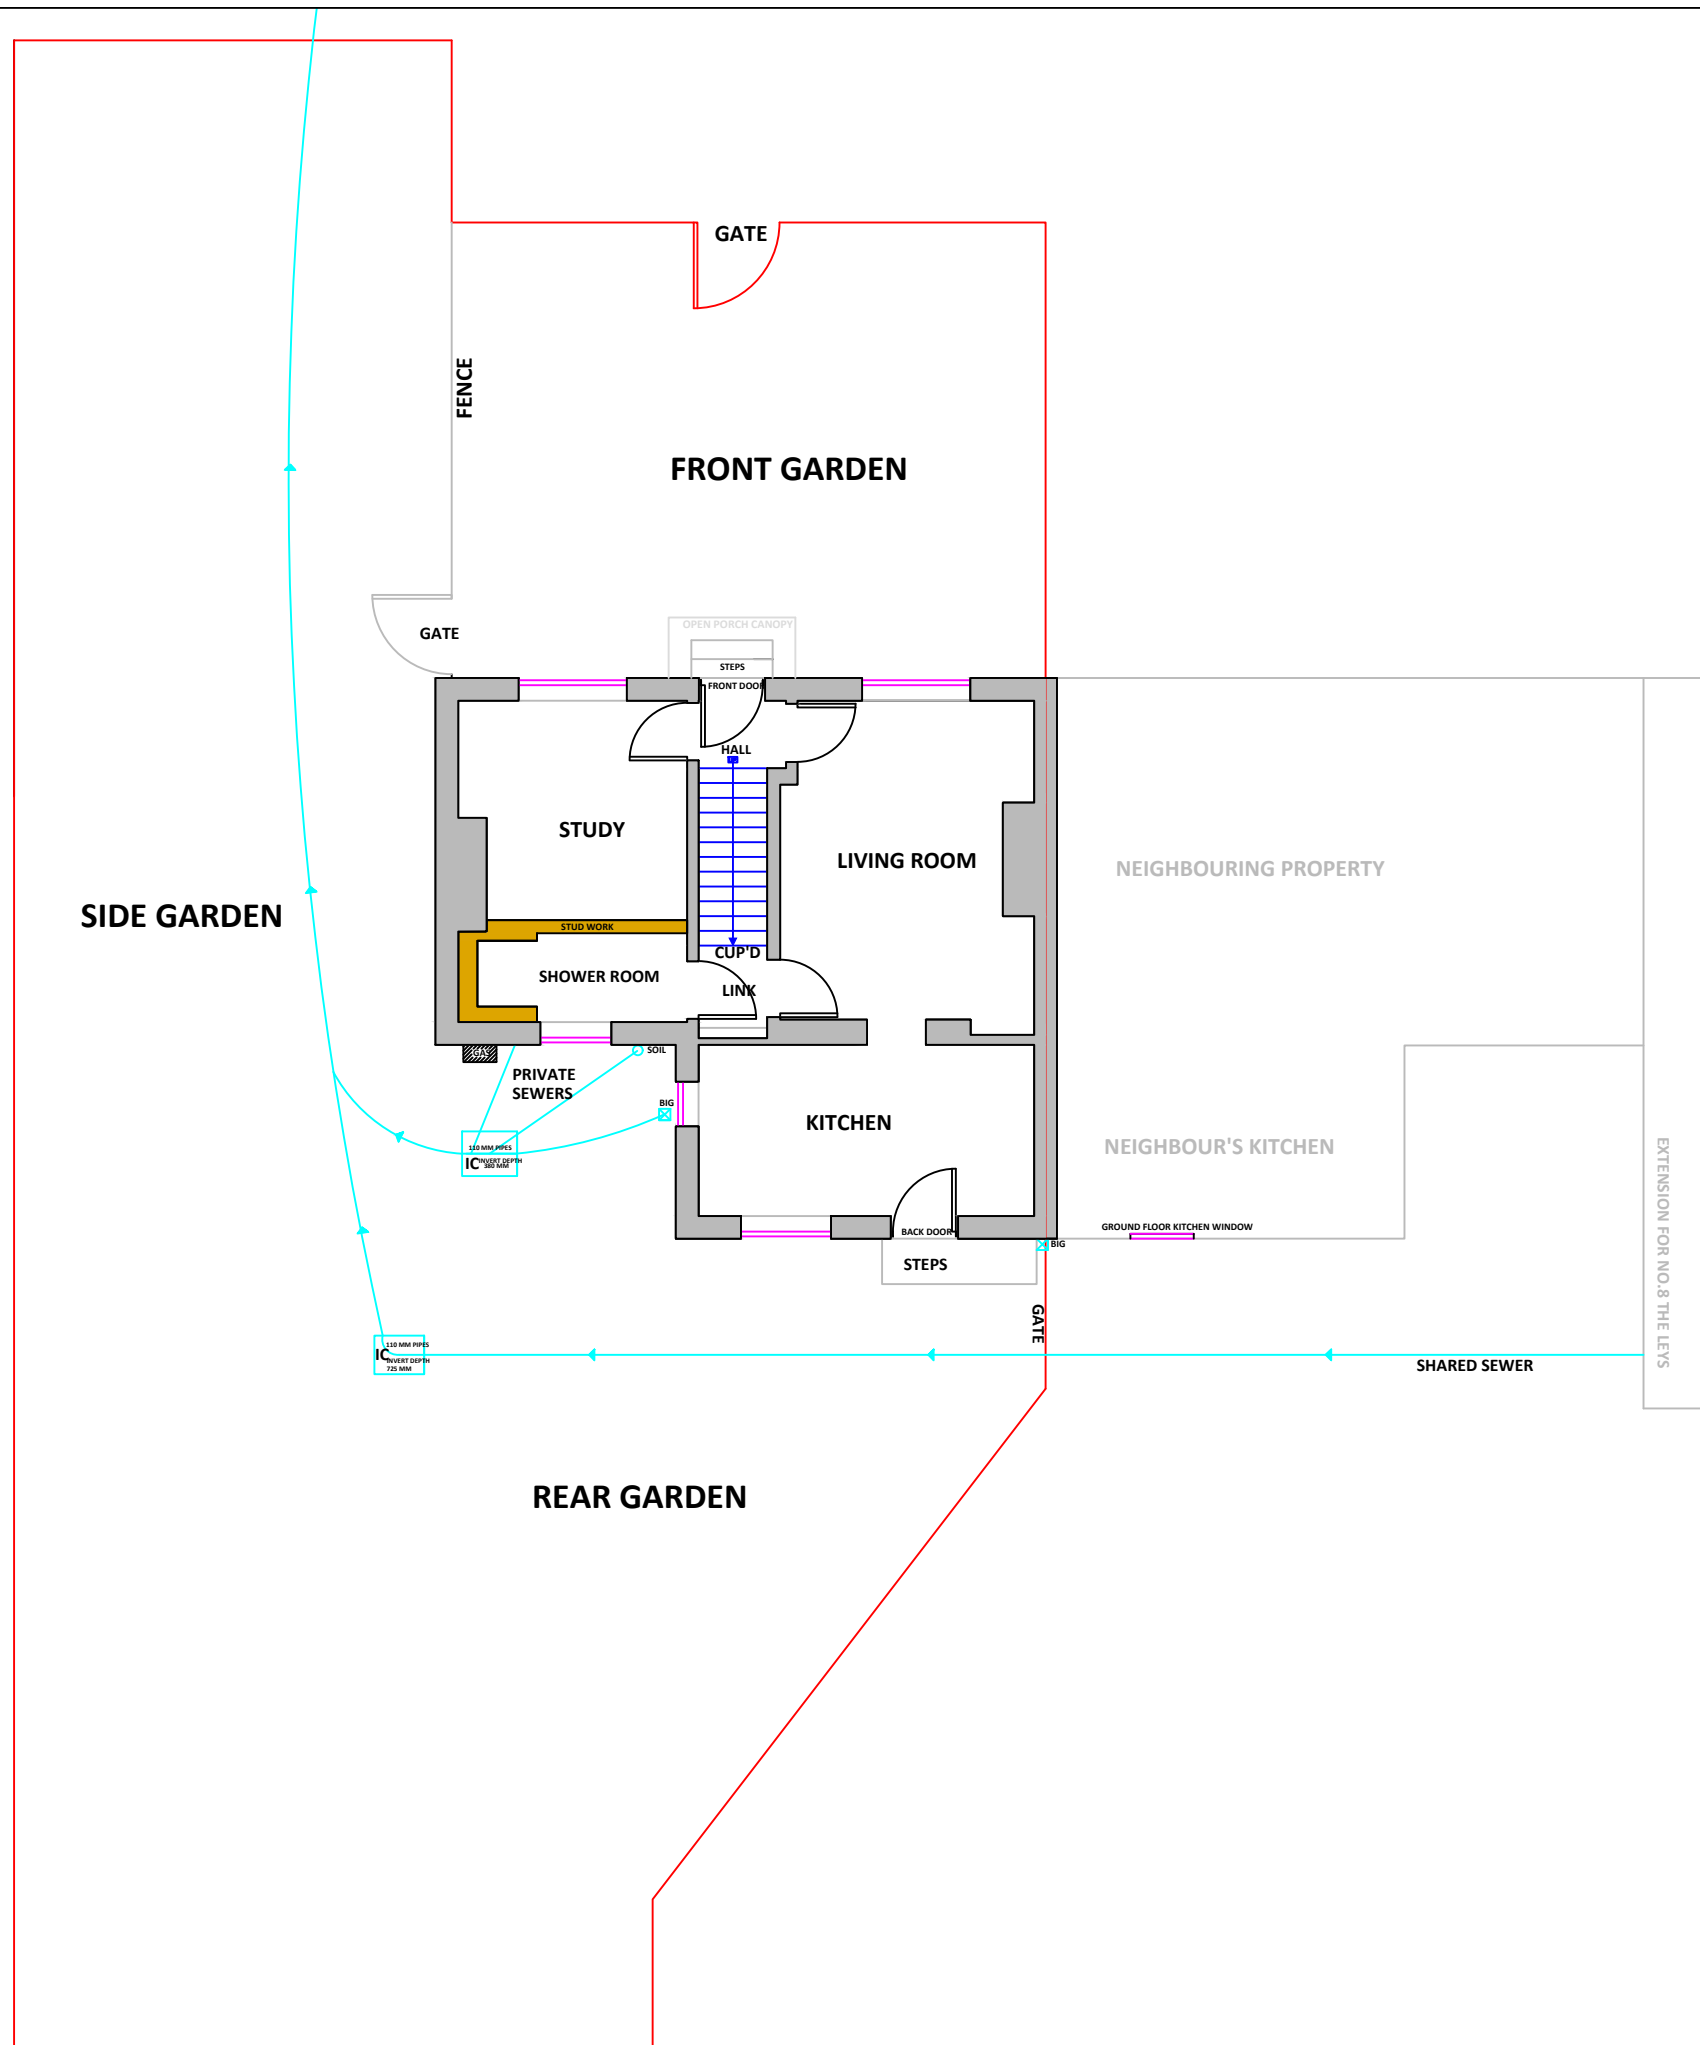 GATE
FENCE
FRONT GARDEN
OPEN PORCH CANOPY
GATE
STEPS
FRONT DOOR
HALL
STUDY
LIVING ROOM
NEIGHBOURING PROPERTY
SIDE GARDEN
STUD WORK
CUP'D
SHOWER ROOM
LINK
GAS
SOIL
PRIVATE
SEWERS
BIG
KITCHEN
NEIGHBOUR'S KITCHEN
110 MM PIPES
IC
INVERT DEPTH
380 MM
BACK DOOR
GROUND FLOOR KITCHEN WINDOW
BIG
STEPS
EXTENSION FOR NO.8 THE LEYS
GATE
110 MM PIPES
IC
INVERT DEPTH
725 MM
SHARED SEWER
REAR GARDEN